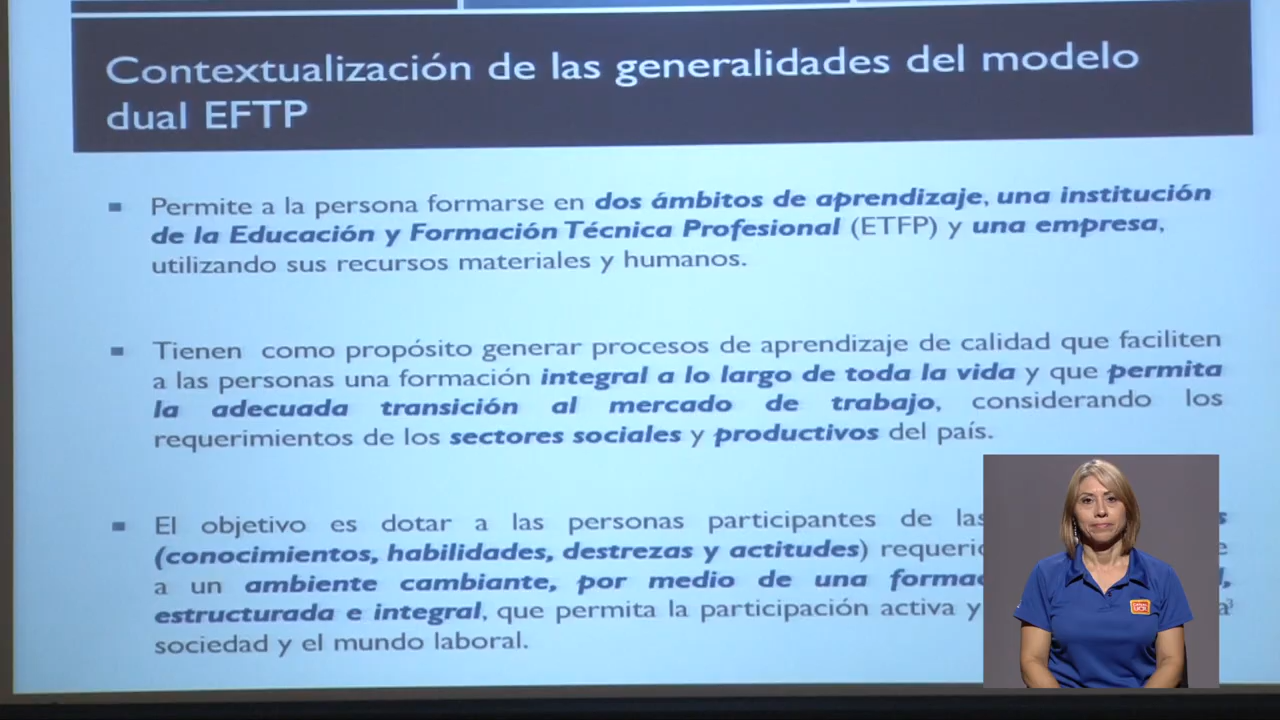 Contextualización de las generalidades del modelo
dual EFTP
Permite a la persona formarse en dos ámbitos de aprendizaje, una institución
de la Educación y Formación Técnica Profesional (ETFP) y una empresa,
utilizando sus recursos materiales y humanos.
Tienen como propósito generar procesos de aprendizaje de calidad que faciliten
a las personas una formación integral a lo largo de toda la vida y que permita
la adecuada transición al mercado de trabajo, considerando los
requerimientos de los sectores sociales y productivos del país.
El objetivo es dotar a las personas participantes de las
(conocimientos, habilidades, destrezas y actitudes)
a un ambiente cambiante, por medio de una
estructurada e integral, que permita la participación activa y
sociedad y el mundo laboral.
UCR